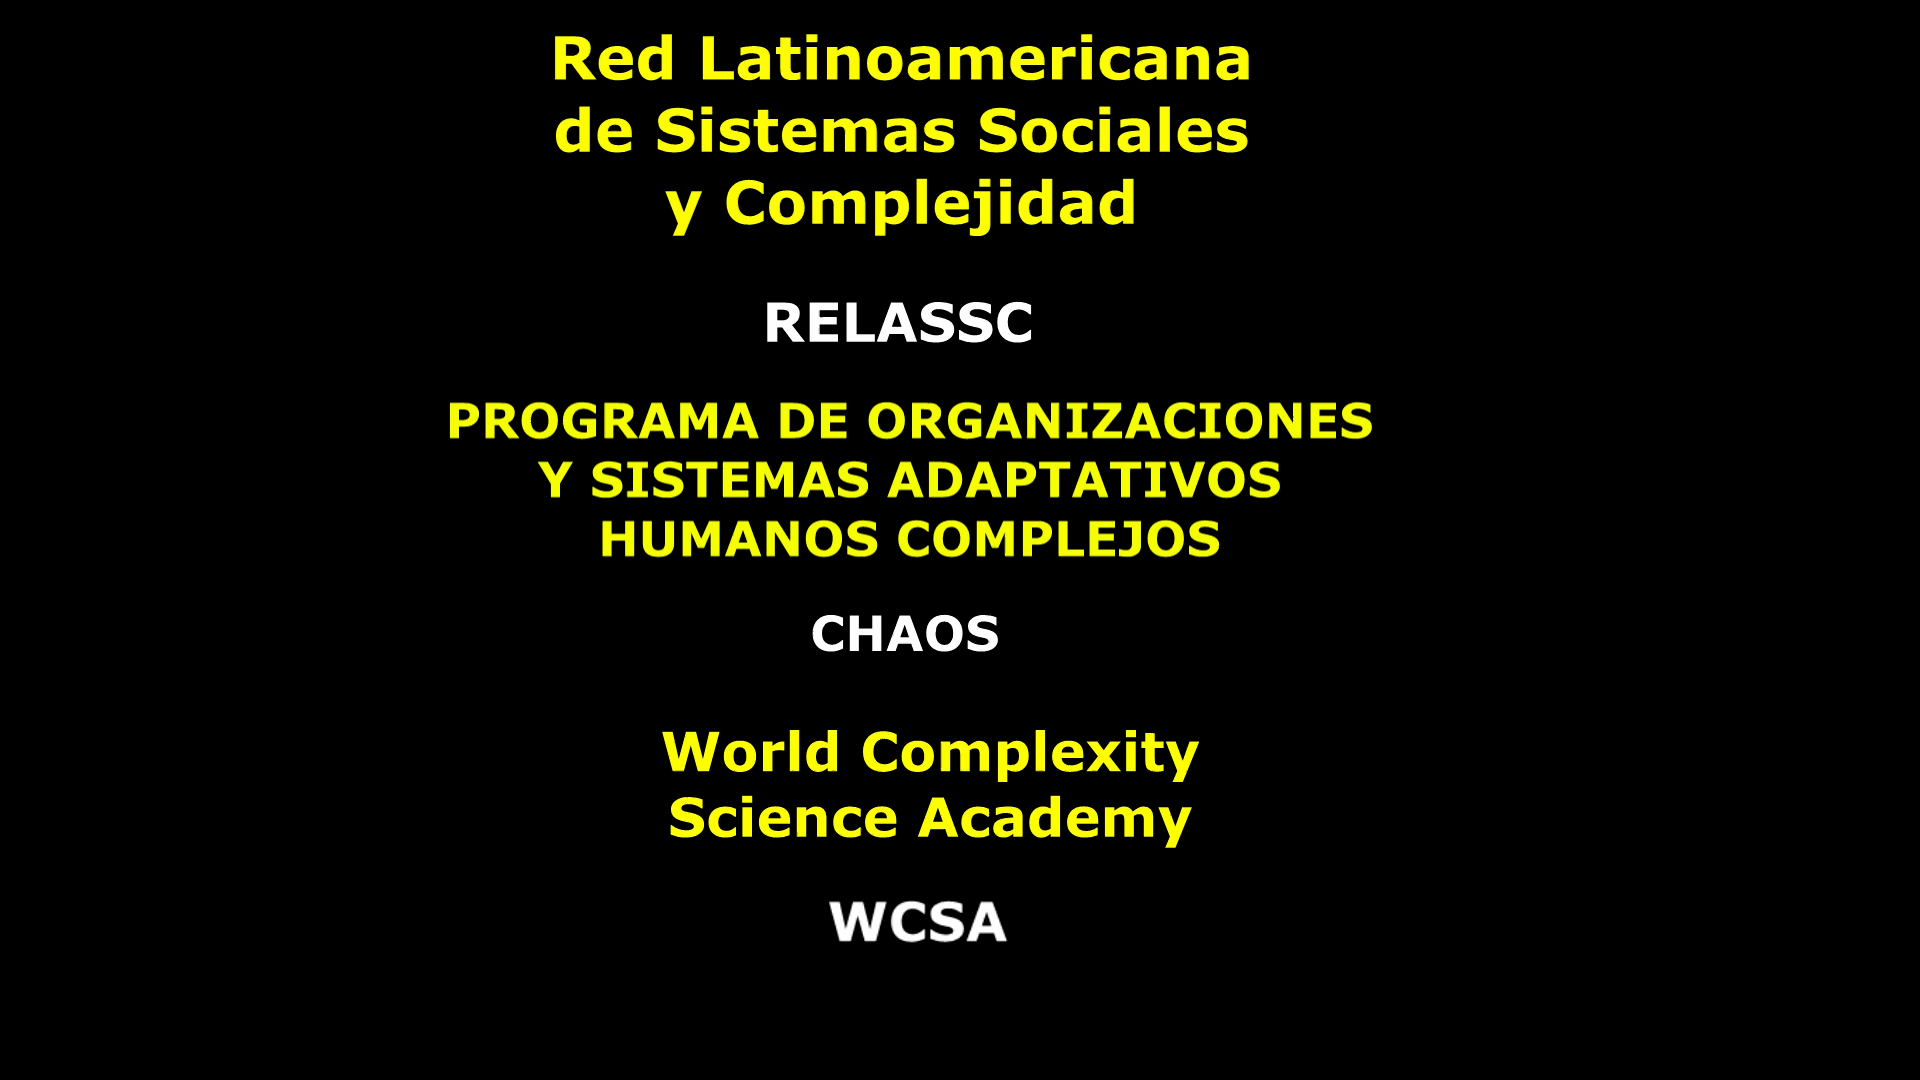 Red Latinoamericana
de Sistemas Sociales
y Complejidad
RELASSC
PROGRAMA DE ORGANIZACIONES
Y SISTEMAS ADAPTATIVOS
HUMANOS COMPLEJOS
CHAOS
World Complexity
Science Academy
WCSA